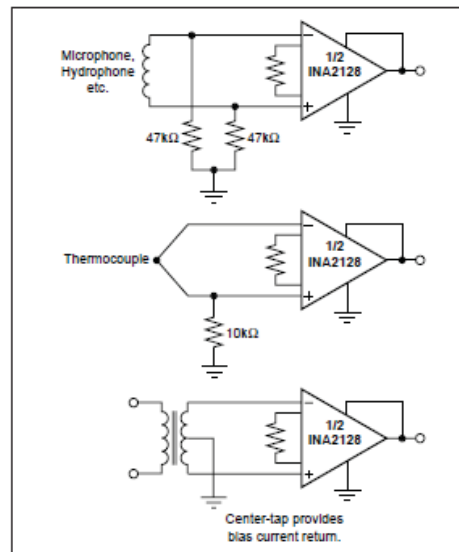 Microphone,
Hydrophone
etc.
−
1/2
INA2128
+
47kΩ 47kΩ
Thermocouple
−
1/2
INA2128
+
10kΩ
−
1/2
INA2128
+
Center-tap provides
bias current return.